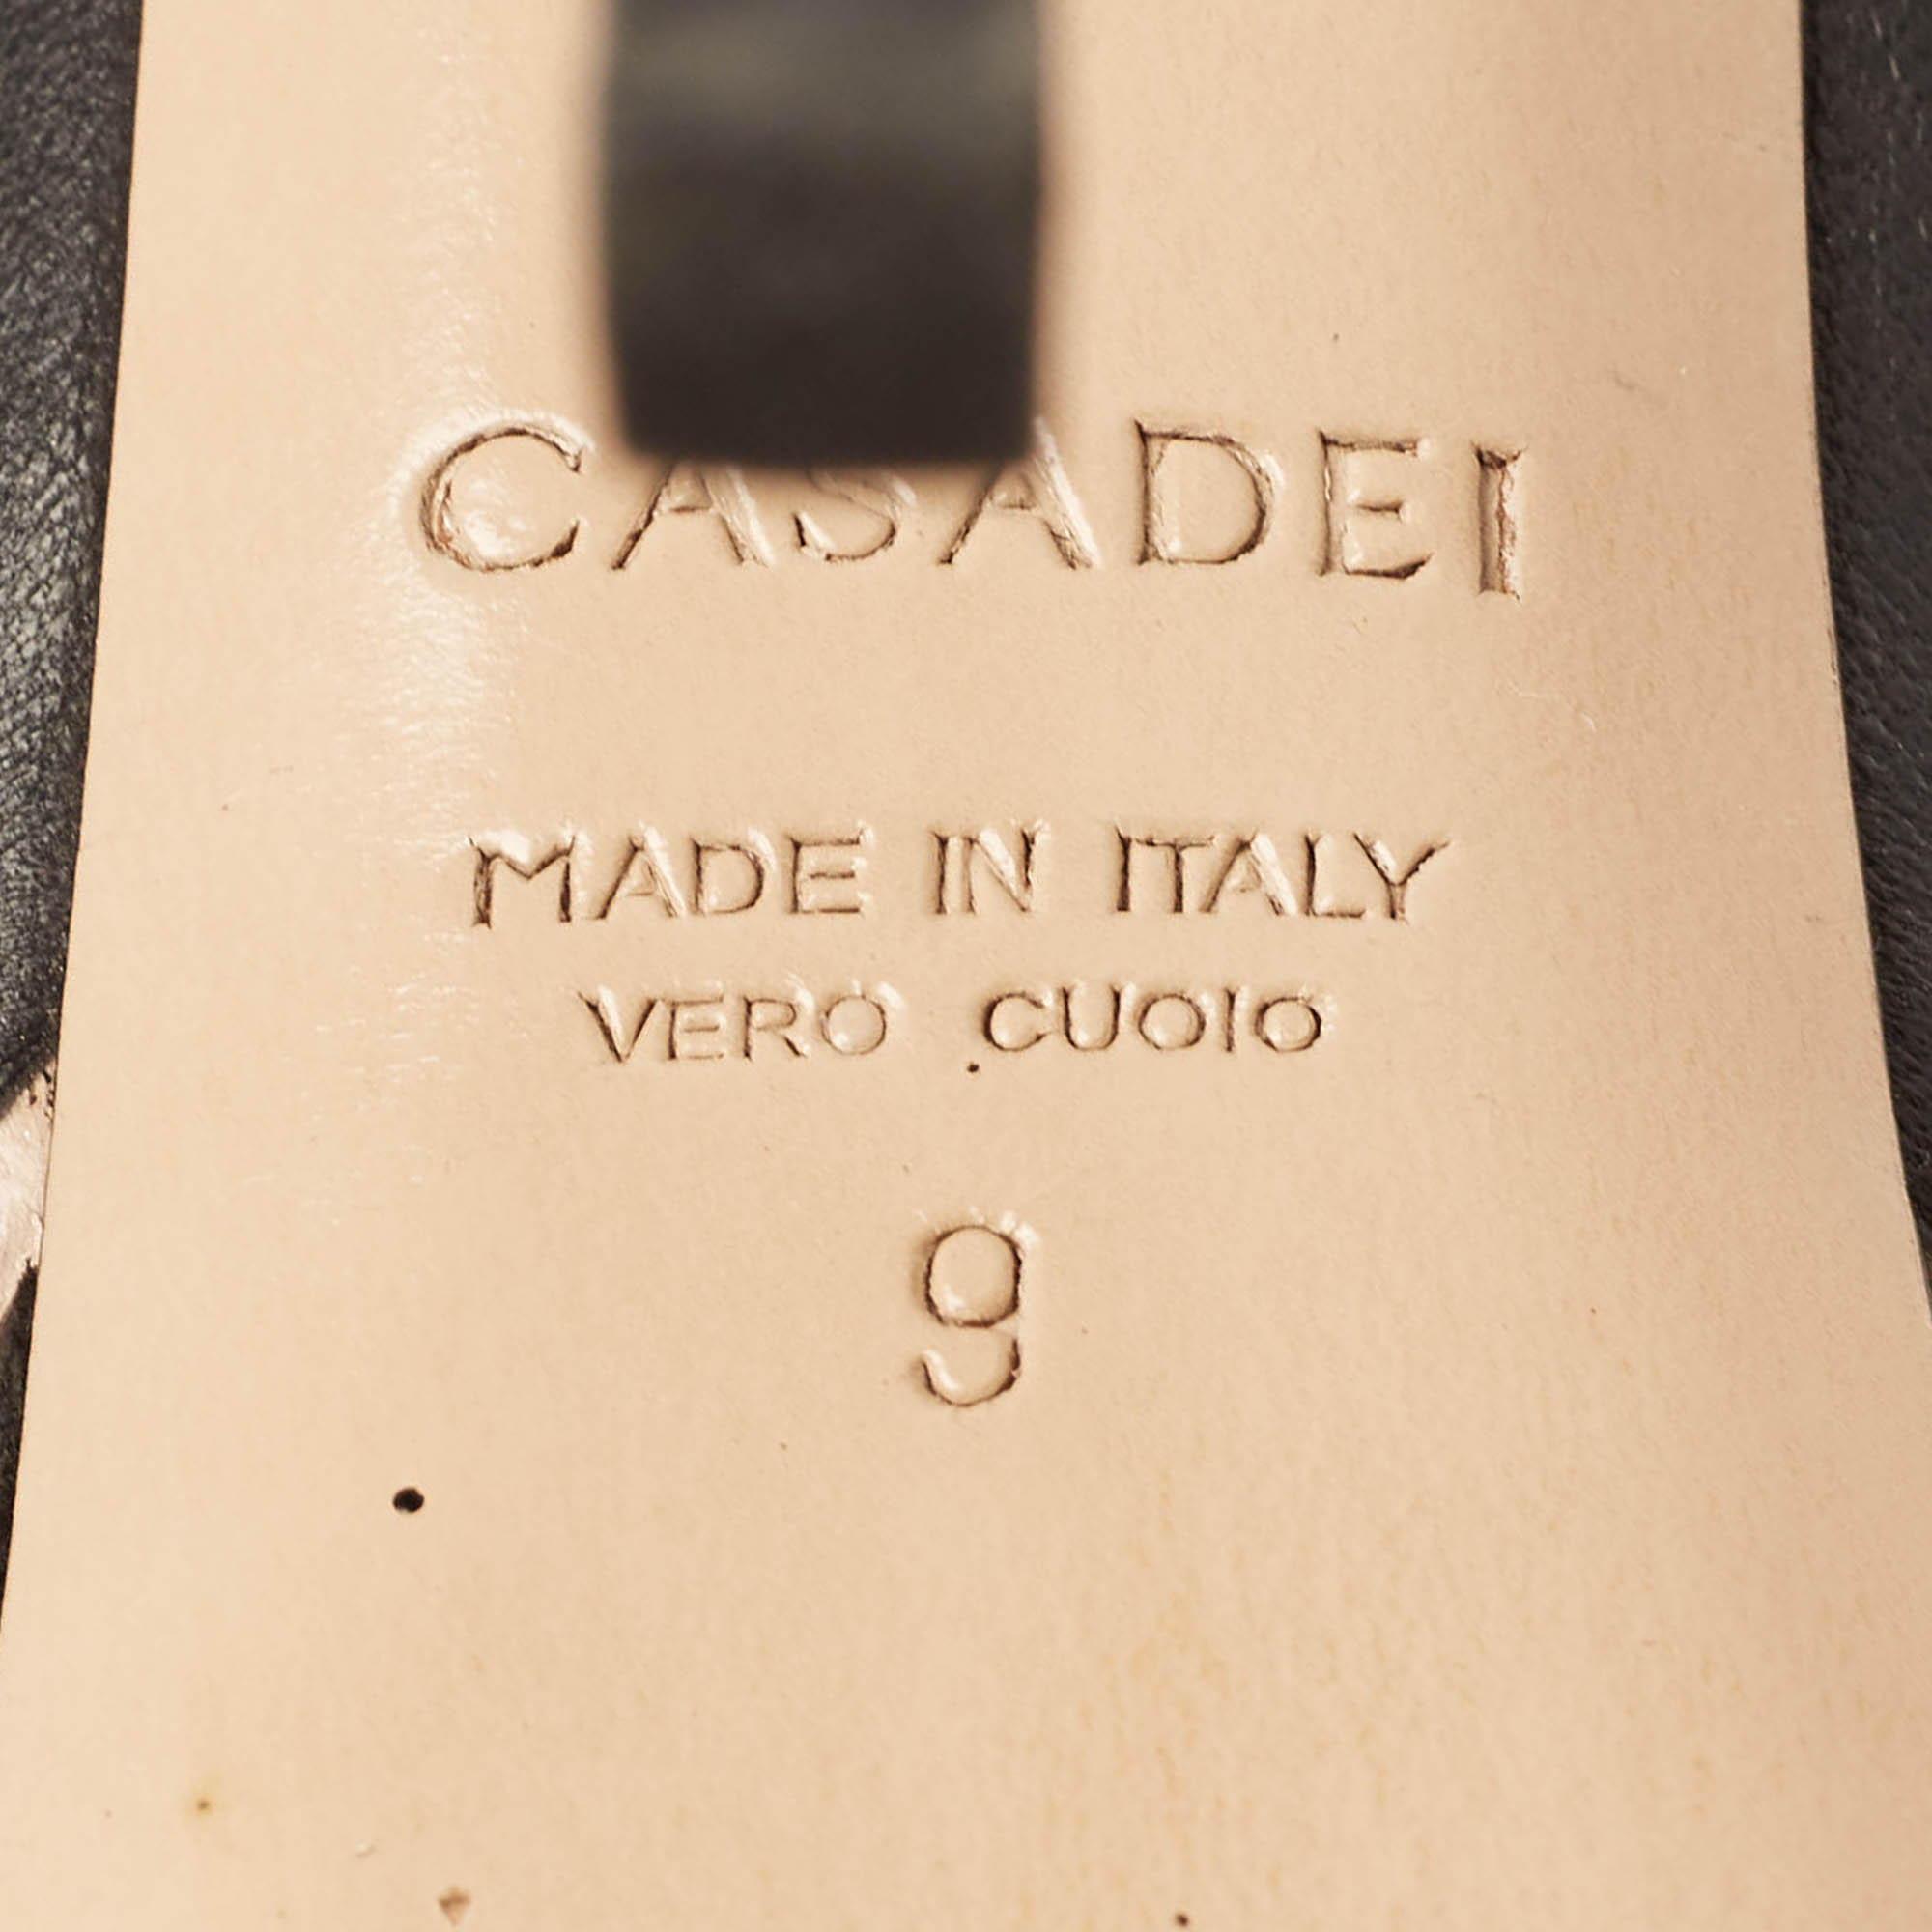 CASADEI
MADE IN ITALY
VERO CUOIO
9